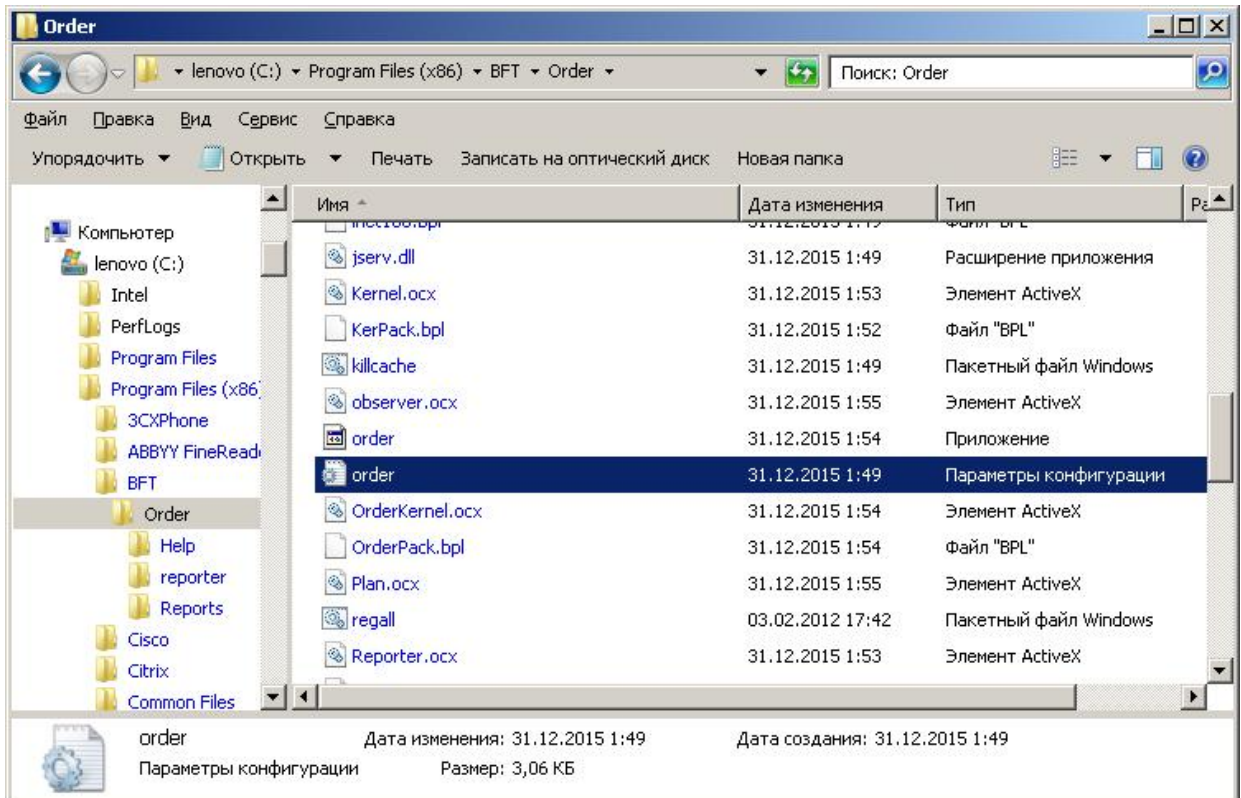 Order
lenovo (C:) Program Files (x86) BFT Order Поиск: Order
Файл Правка Вид Сервис Справка
Упорядочить Открыть Печать Записать на оптический диск Новая папка
Имя Дата изменения Тип
Компьютер
lenovo (C:)
Intel
PerfLogs
Program Files
Program Files (x86)
3CXPhone
ABBYY FineRead
BFT
Order
Help
reporter
Reports
Cisco
Citrix
Common Files
jserv.dll 31.12.2015 1:49 Расширение приложения
Kernel.ocx 31.12.2015 1:53 Элемент ActiveX
KerPack.bpl 31.12.2015 1:52 Файл "BPL"
killcache 31.12.2015 1:49 Пакетный файл Windows
observer.ocx 31.12.2015 1:55 Элемент ActiveX
order 31.12.2015 1:54 Приложение
order 31.12.2015 1:49 Параметры конфигурации
OrderKernel.ocx 31.12.2015 1:54 Элемент ActiveX
OrderPack.bpl 31.12.2015 1:54 Файл "BPL"
Plan.ocx 31.12.2015 1:55 Элемент ActiveX
regall 03.02.2012 17:42 Пакетный файл Windows
Reporter.ocx 31.12.2015 1:53 Элемент ActiveX
order Дата изменения: 31.12.2015 1:49 Дата создания: 31.12.2015 1:49
Параметры конфигурации Размер: 3,06 КБ